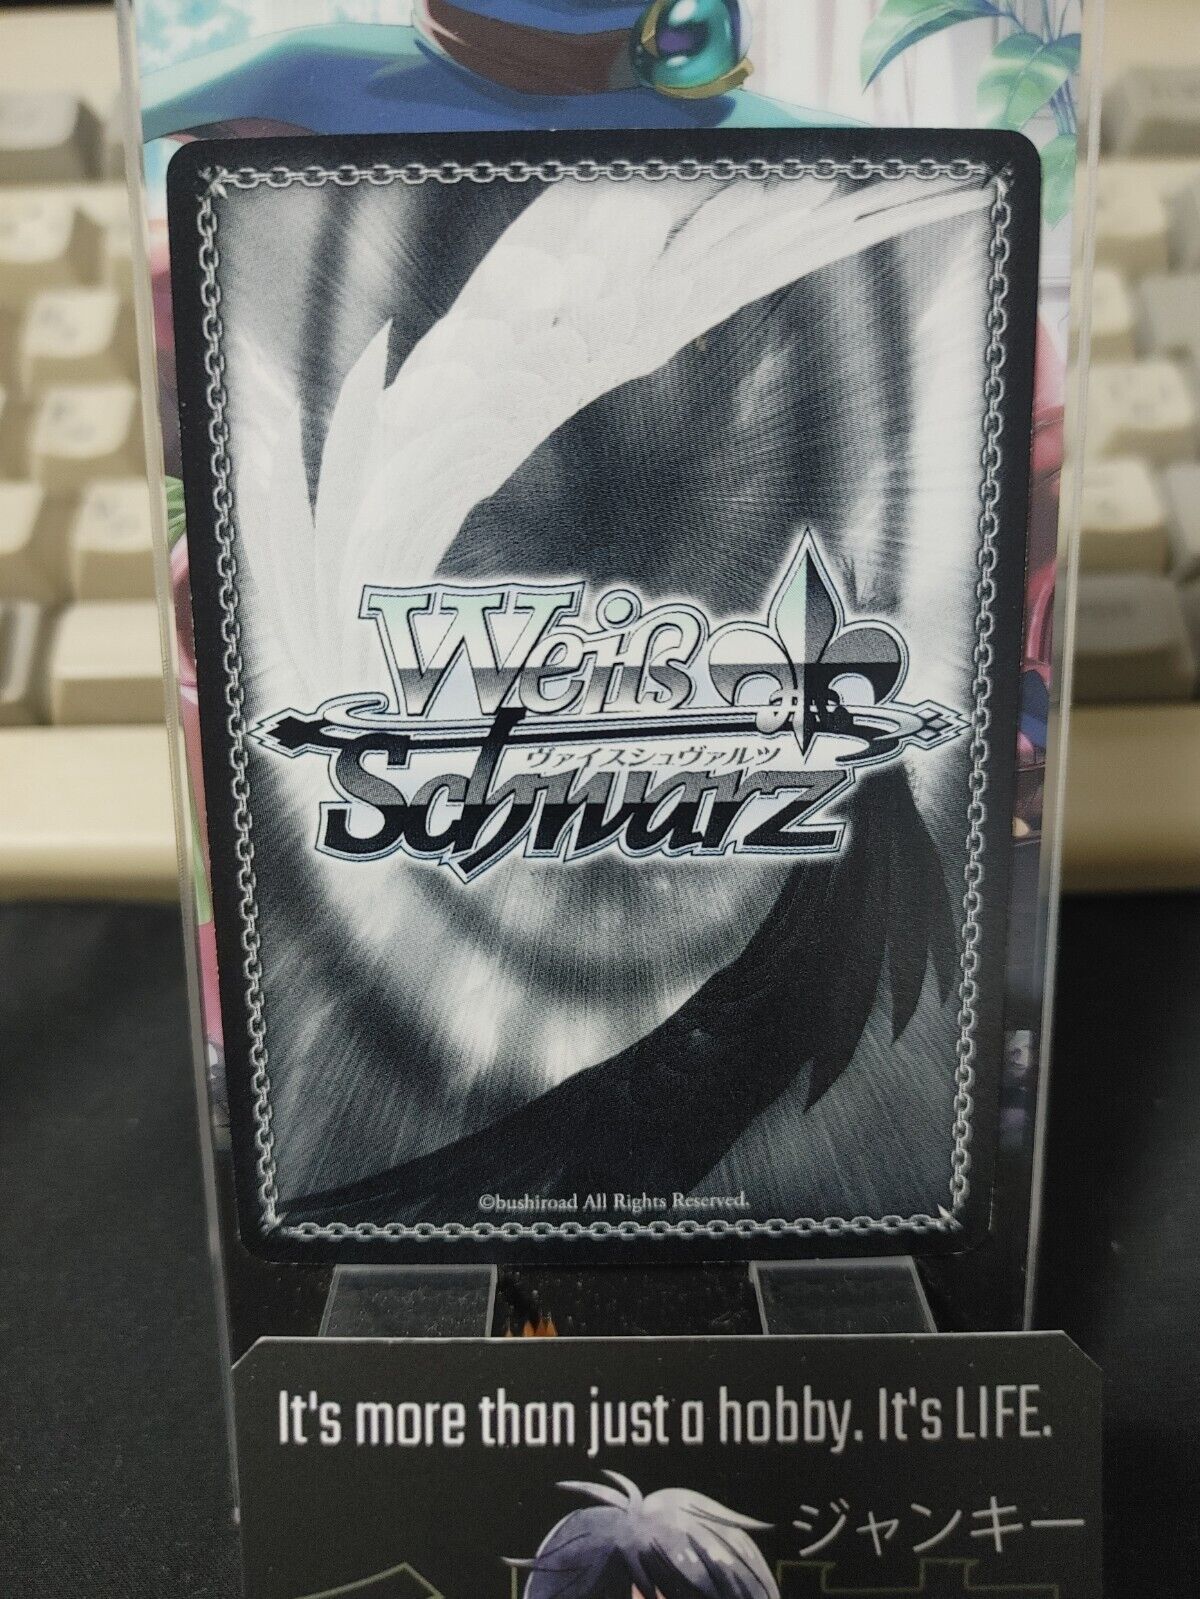 Weiß
ヴァイスシュヴァルツ
Schwarz
©bushiroad All Rights Reserved.
It's more than just a hobby. It's LIFE.
ジャンキー